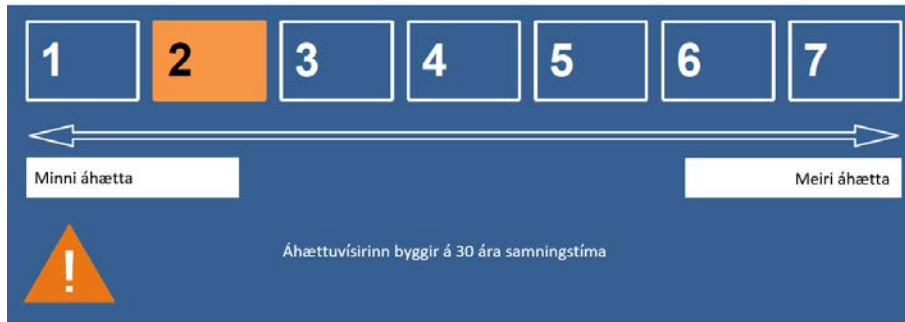 1 2 3 4 5 6 7
Minni áhætta Meiri áhætta
!
Áhættuvísirinn byggir á 30 ára samningstíma